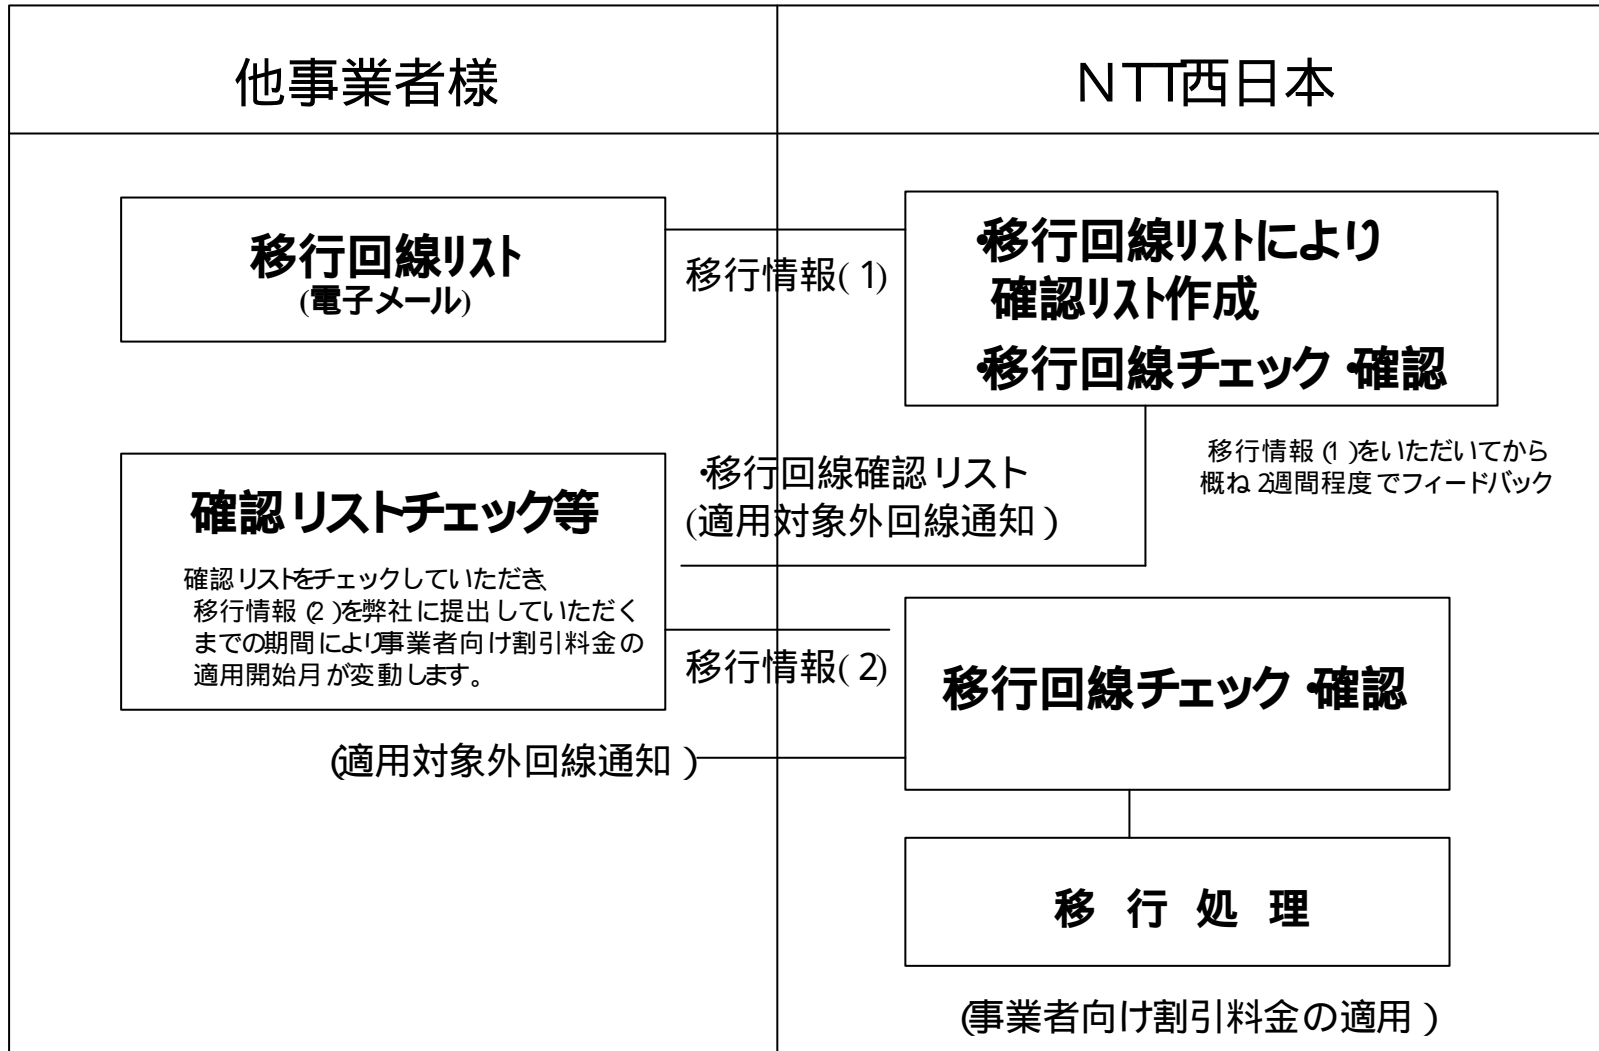 他事業者様
NTT西日本
移行回線リスト
(電子メール)
移行情報(1)
・移行回線リストにより
確認リスト作成
・移行回線チェック・確認
移行情報(1)をいただいてから
概ね2週間程度でフィードバック
・移行回線確認リスト
(適用対象外回線通知)
確認リストチェック等
確認リストをチェックしていただき、
移行情報(2)を弊社に提出していただく
までの期間により事業者向け割引料金の
適用開始月が変動します。
移行情報(2)
移行回線チェック・確認
(適用対象外回線通知)
移行処理
(事業者向け割引料金の適用)